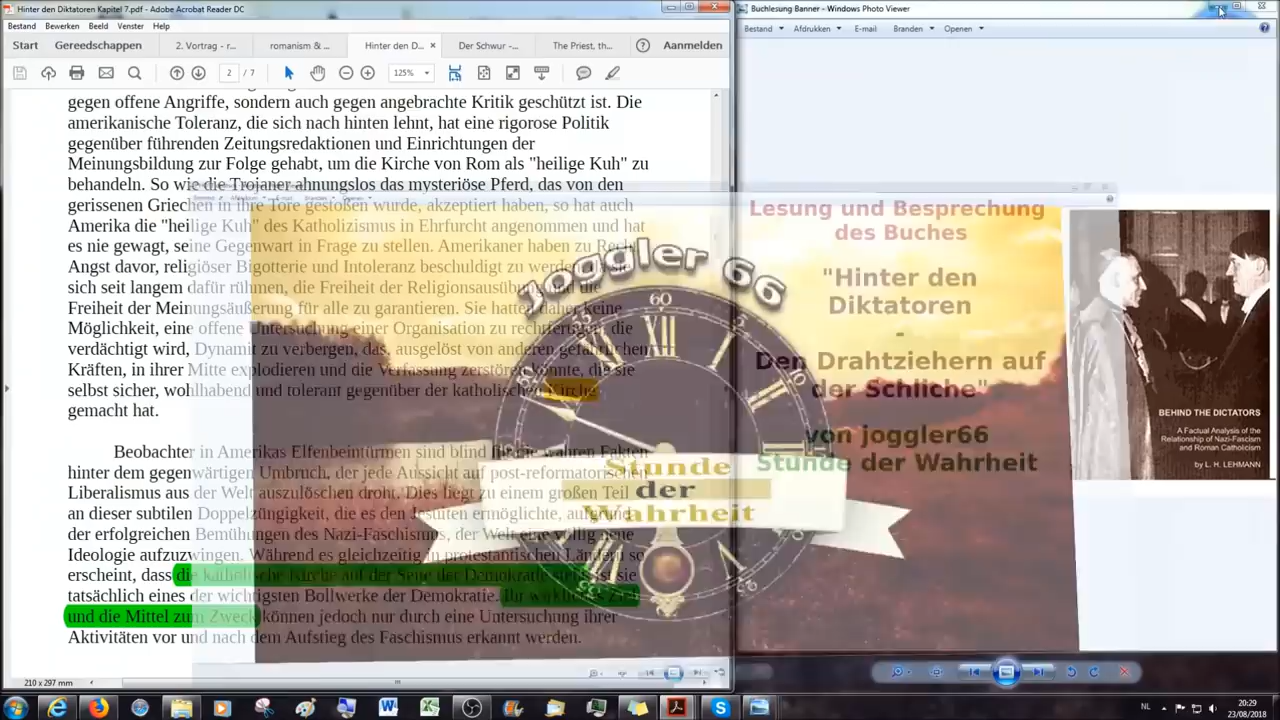 Hinter den Diktatoren Kapitel 7.pdf - Adobe Acrobat Reader DC
Bestand Bewerken Beeld Venster Help
Start Gereedschappen 2. Vortrag - r... romanism & ... Hinter den D... × Der Schwur -... The Priest, th... Anmelden
2 / 7 125%
gegen offene Angriffe, sondern auch gegen angebrachte Kritik geschützt ist. Die
amerikanische Toleranz, die sich nach hinten lehnt, hat eine rigorose Politik
gegenüber führenden Zeitungsredaktionen und Einrichtungen der
Meinungsbildung zur Folge gehabt, um die Kirche von Rom als "heilige Kuh" zu
behandeln. So wie die Trojaner ahnungslos das mysteriöse Pferd, das von den
gerissenen Griechen in ihre Tore gestoßen wurde, akzeptiert haben, so hat auch
Amerika die "heilige Kuh" des Katholizismus in Ehrfurcht angenommen und hat
es nie gewagt, seine Gegenwart in Frage zu stellen. Amerikaner haben zu Recht
Angst davor, religiöser Bigotterie und Intoleranz beschuldigt zu werden, da sie
sich seit langem dafür rühmen, die Freiheit der Religionsausübung und die
Freiheit der Meinungsäußerung für alle zu garantieren. Sie hatten daher keine
Möglichkeit, eine offene Untersuchung einer Organisation zu rechtfertigen, die
verdächtigt wird, Dynamit zu verbergen, das, ausgelöst von anderen gefährlichen
Kräften, in ihrer Mitte explodieren und die Verfassung zerstören könnte, die sie
selbst sicher, wohlhabend und tolerant gegenüber der katholischen Kirche
gemacht hat.
Beobachter in Amerikas Elfenbeintürmen sind blind für die wahren Fakten
hinter dem gegenwärtigen Umbruch, der jede Aussicht auf post-reformatorischen
Liberalismus aus der Welt auszulöschen droht. Dies liegt zu einem großen Teil
an dieser subtilen Doppelzüngigkeit, die es den Jesuiten ermöglichte, aufgrund
der erfolgreichen Bemühungen des Nazi-Faschismus, der Welt eine völlig neue
Ideologie aufzuzwingen. Während es gleichzeitig in protestantischen Ländern so
erscheint, dass die katholische Kirche auf der Seite der Demokratie steht, ist sie
tatsächlich eines der wichtigsten Bollwerke der Demokratie. Ihr wirkliches Ziel
und die Mittel zum Zweck können jedoch nur durch eine Untersuchung ihrer
Aktivitäten vor und nach dem Aufstieg des Faschismus erkannt werden.
210 x 297 mm
Buchlesung Banner - Windows Photo Viewer
Bestand Afdrukken E-mail Branden Openen
Joggler 66
60
XII
Stunde
der
Wahrheit
Lesung und Besprechung
des Buches
"Hinter den
Diktatoren
-
Den Drahtziehern auf
der Schliche"
von joggler66
Stunde der Wahrheit
BEHIND THE DICTATORS
A Factual Analysis of the
Relationship of Nazi-Fascism
and Roman Catholicism
by L. H. LEHMANN
NL
20:29
23/08/2018